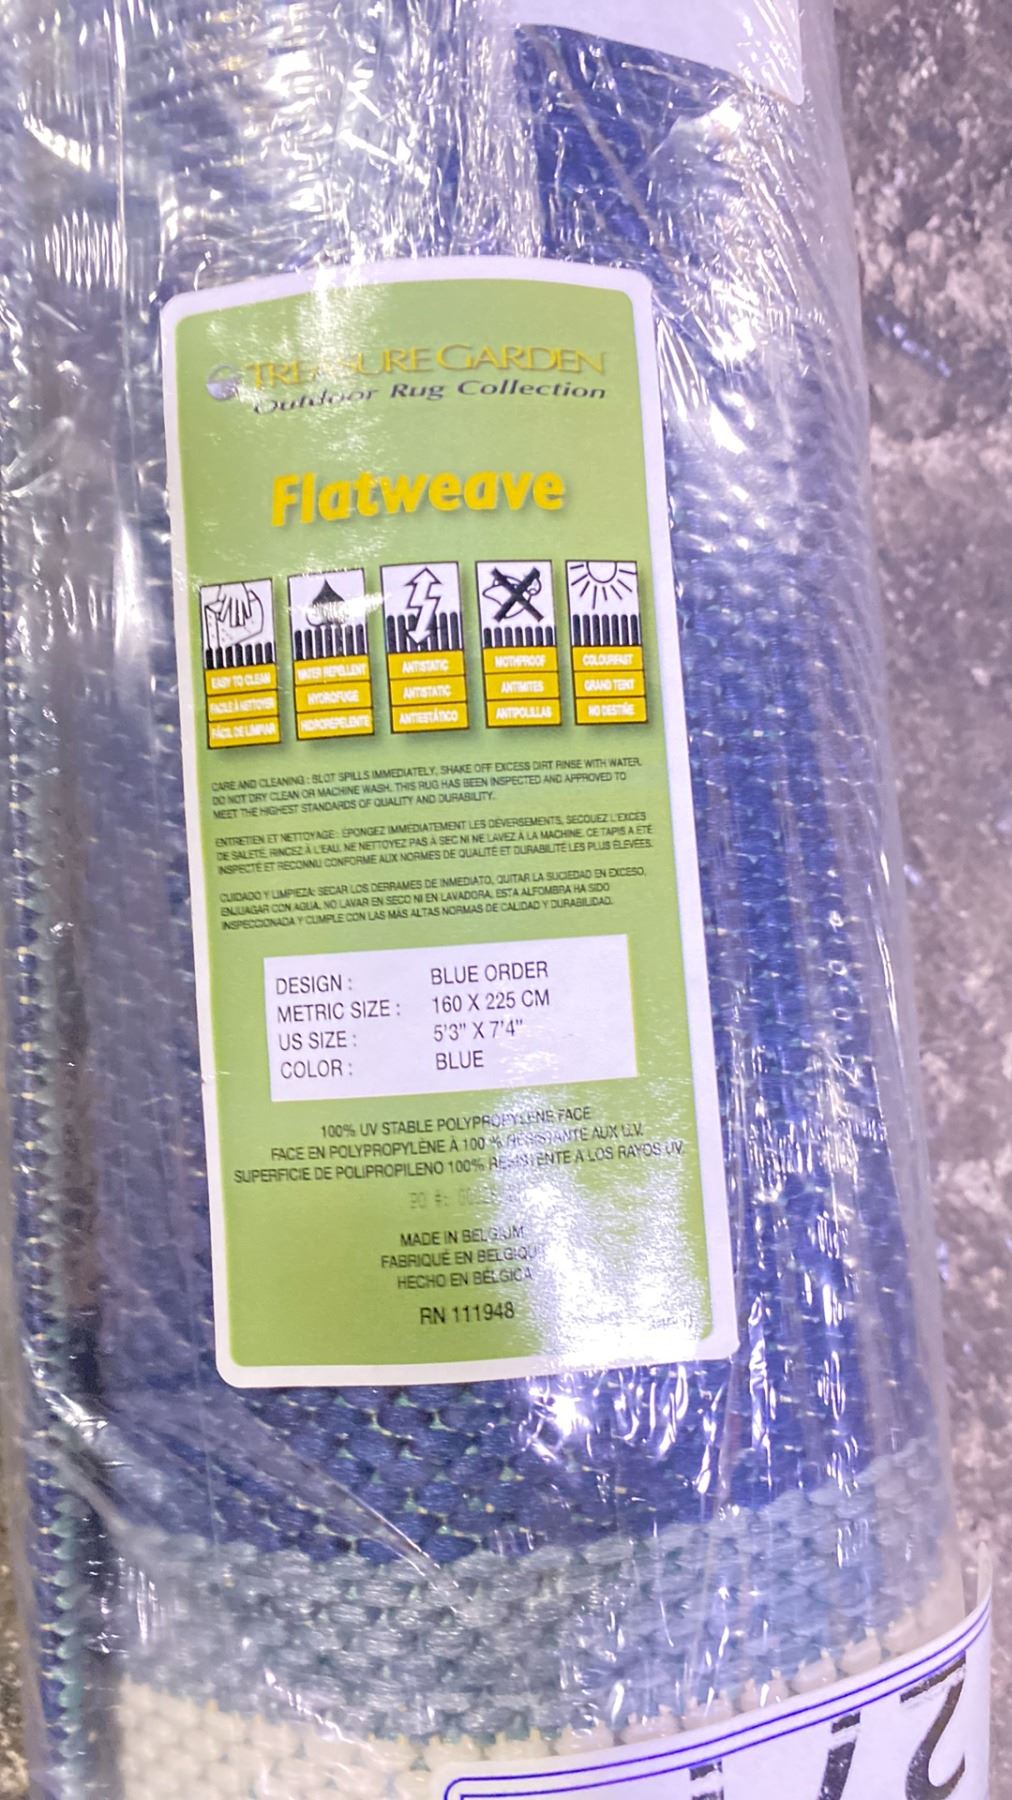 TREASURE GARDEN
Outdoor Rug Collection
Flatweave
EASY TO CLEAN
FACILE À NETTOYER
FÁCIL DE LIMPIAR
WATER REPELLENT
HYDROFUGE
HIDROREPELENTE
ANTISTATIC
ANTISTATIC
ANTIESTÁTICO
MOTHPROOF
ANTIMITES
ANTIPOLILLAS
COLOURFAST
GRAND TEINT
NO DESTIÑE
CARE AND CLEANING : BLOT SPILLS IMMEDIATELY, SHAKE OFF EXCESS DIRT RINSE WITH WATER.
DO NOT DRY CLEAN OR MACHINE WASH. THIS RUG HAS BEEN INSPECTED AND APPROVED TO
MEET THE HIGHEST STANDARDS OF QUALITY AND DURABILITY.
ENTRETIEN ET NETTOYAGE: ÉPONGEZ IMMÉDIATEMENT LES DÉVERSEMENTS, SECOUEZ L'EXCÈS
DE SALETÉ, RINCEZ À L'EAU. NE NETTOYEZ PAS À SEC NI NE LAVEZ À LA MACHINE. CE TAPIS A ÉTÉ
INSPECTÉ ET RECONNU CONFORME AUX NORMES DE QUALITÉ ET DURABILITÉ LES PLUS ÉLEVÉES.
CUIDADO Y LIMPIEZA: SECAR LOS DERRAMES DE INMEDIATO, QUITAR LA SUCIEDAD EN EXCESO,
ENJUAGAR CON AGUA. NO LAVAR EN SECO NI EN LAVADORA, ESTA ALFOMBRA HA SIDO
INSPECCIONADA Y CUMPLE CON LAS MÁS ALTAS NORMAS DE CALIDAD Y DURABILIDAD.
DESIGN : BLUE ORDER
METRIC SIZE : 160 X 225 CM
US SIZE : 5'3" X 7'4"
COLOR : BLUE
100% UV STABLE POLYPROPYLENE FACE
FACE EN POLYPROPYLÈNE À 100 % RÉSISTANTE AUX U.V.
SUPERFICIE DE POLIPROPILENO 100% RESISTENTE A LOS RAYOS UV
PO #:
MADE IN BELGIUM
FABRIQUÉ EN BELGIQUE
HECHO EN BÉLGICA
RN 111948